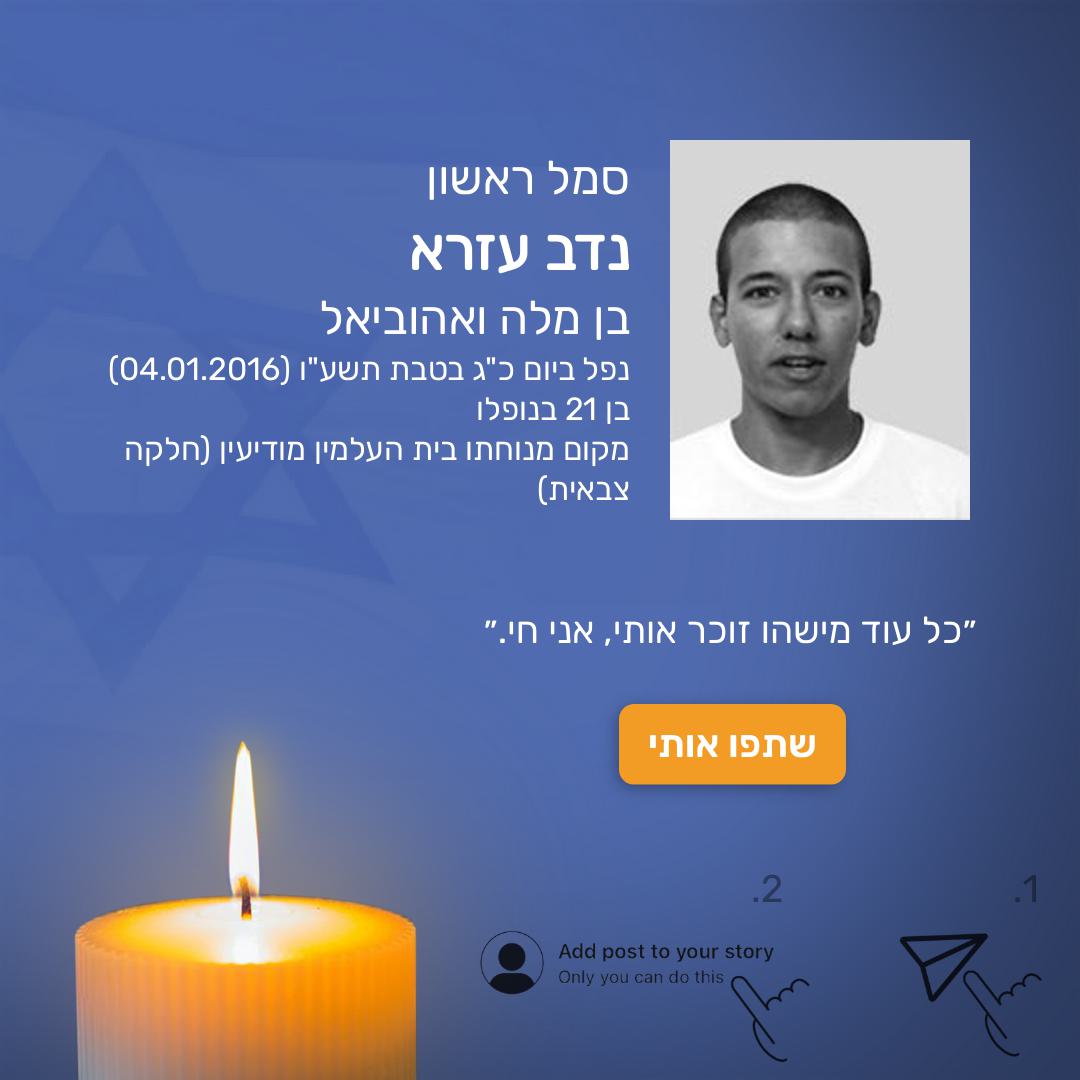 סמל ראשון
נדב עזרא
בן מלה ואהוביאל
נפל ביום כ"ג בטבת תשע"ו (04.01.2016)
בן 21 בנופלו
מקום מנוחתו בית העלמין מודיעין (חלקה
צבאית)
״כל עוד מישהו זוכר אותי, אני חי.״
שתפו אותי
1.
2.
Add post to your story
Only you can do this